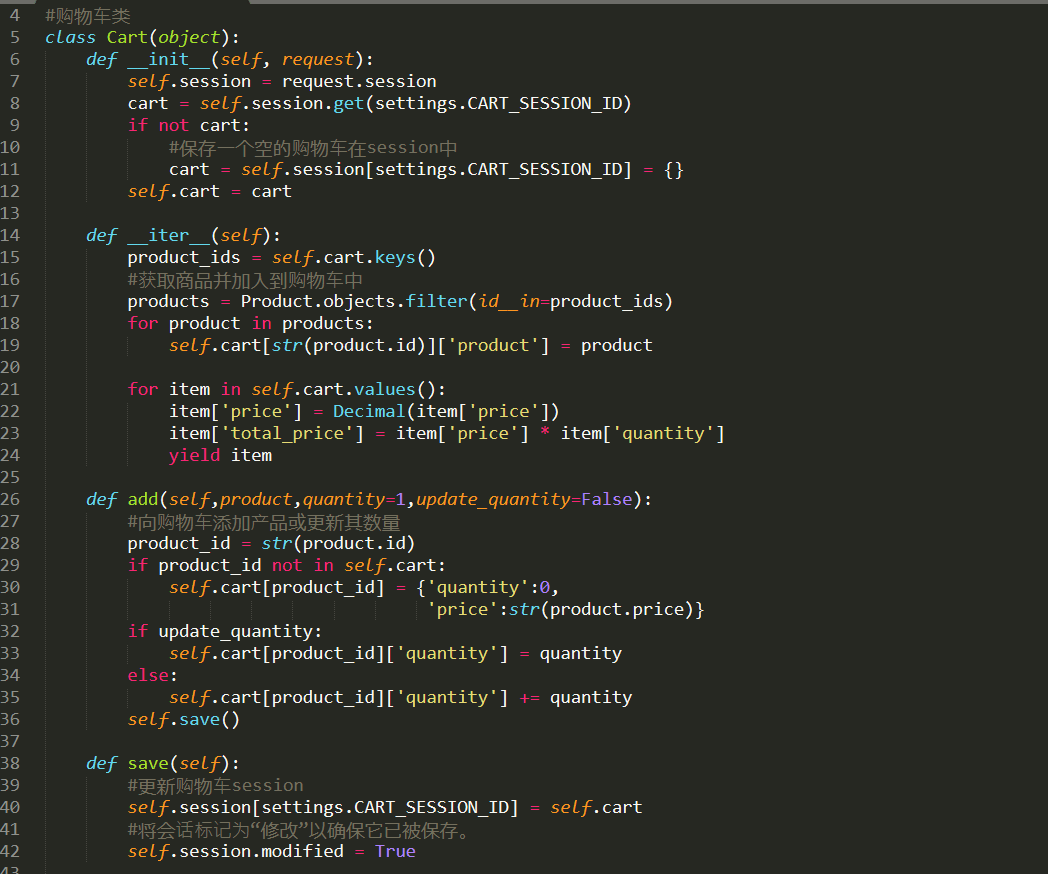 4 #购物车类
5 class Cart(object):
6     def __init__(self, request):
7         self.session = request.session
8         cart = self.session.get(settings.CART_SESSION_ID)
9         if not cart:
10             #保存一个空的购物车在session中
11             cart = self.session[settings.CART_SESSION_ID] = {}
12         self.cart = cart
13
14     def __iter__(self):
15         product_ids = self.cart.keys()
16         #获取商品并加入到购物车中
17         products = Product.objects.filter(id__in=product_ids)
18         for product in products:
19             self.cart[str(product.id)]['product'] = product
20
21         for item in self.cart.values():
22             item['price'] = Decimal(item['price'])
23             item['total_price'] = item['price'] * item['quantity']
24             yield item
25
26     def add(self,product,quantity=1,update_quantity=False):
27         #向购物车添加产品或更新其数量
28         product_id = str(product.id)
29         if product_id not in self.cart:
30             self.cart[product_id] = {'quantity':0,
31                                      'price':str(product.price)}
32         if update_quantity:
33             self.cart[product_id]['quantity'] = quantity
34         else:
35             self.cart[product_id]['quantity'] += quantity
36         self.save()
37
38     def save(self):
39         #更新购物车session
40         self.session[settings.CART_SESSION_ID] = self.cart
41         #将会话标记为“修改”以确保它已被保存。
42         self.session.modified = True
43